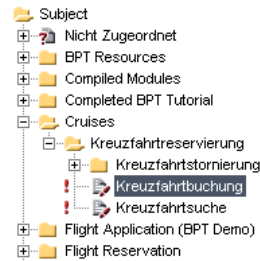 Subject
Nicht Zugeordnet
BPT Resources
Compiled Modules
Completed BPT Tutorial
Cruises
Kreuzfahrtreservierung
Kreuzfahrtstornierung
Kreuzfahrtbuchung
Kreuzfahrtsuche
Flight Application (BPT Demo)
Flight Reservation